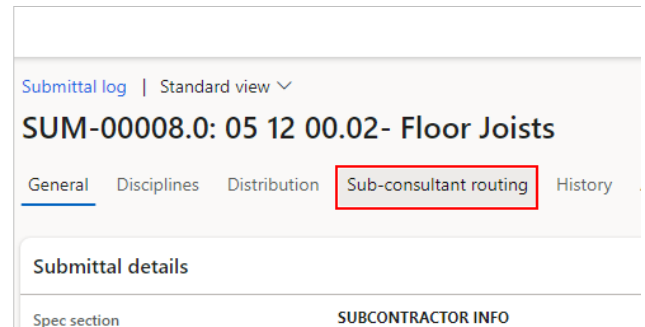 Submittal log | Standard view
SUM-00008.0: 05 12 00.02- Floor Joists
General Disciplines Distribution Sub-consultant routing History
Submittal details
Spec section SUBCONTRACTOR INFO